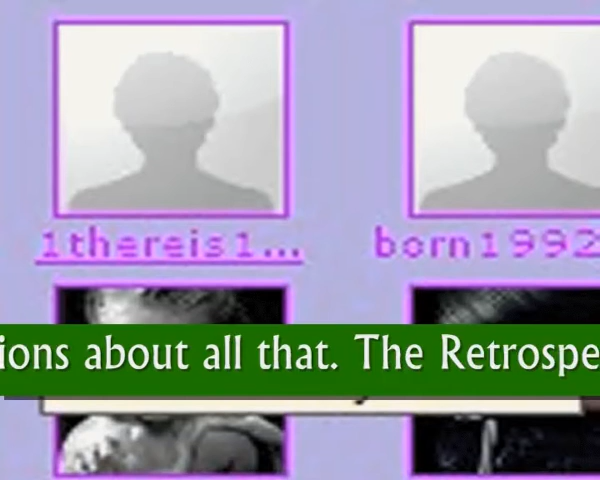 1thereis1...
born1992
ions about all that. The Retrospe